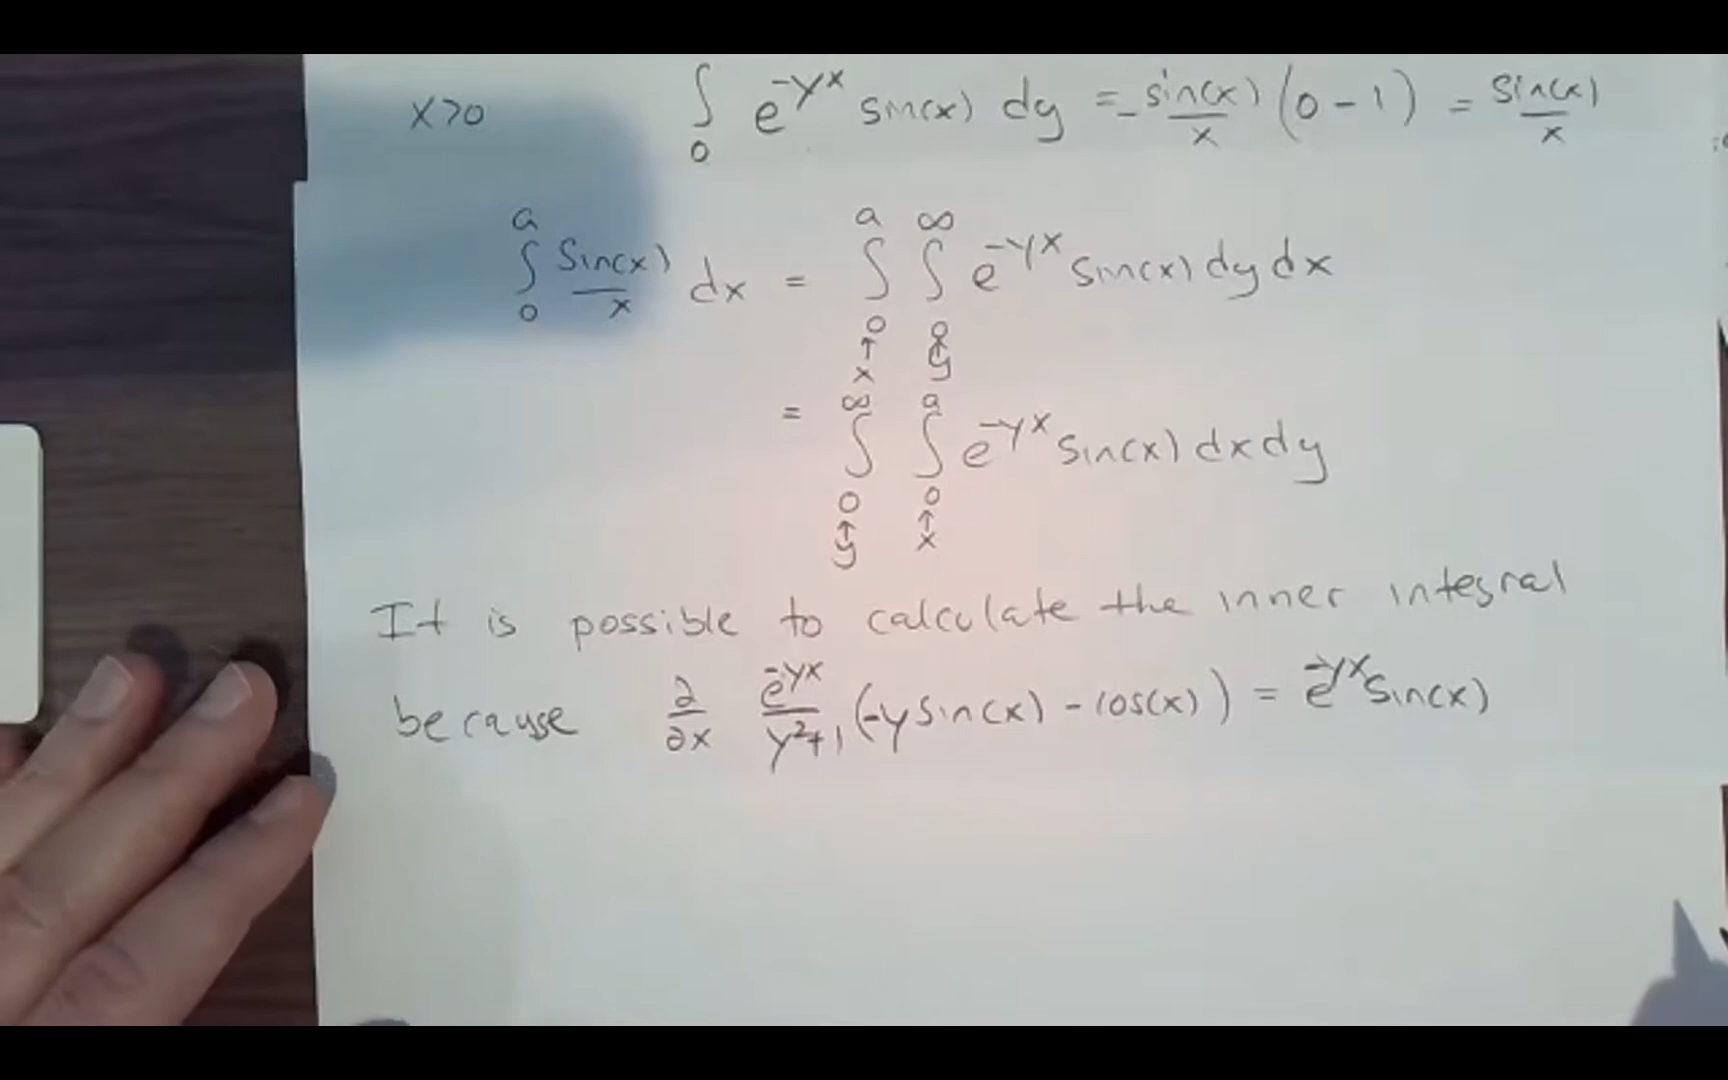 x>0 ∫₀ e^{-yx} sin(x) dy = -sin(x)/x (0-1) = sin(x)/x
∫₀^a sin(x)/x dx = ∫₀^a ∫₀^∞ e^{-yx} sin(x) dy dx
↑ ↑
x y
= ∫₀^∞ ∫₀^a e^{-yx} sin(x) dx dy
↑ ↑
y x
It is possible to calculate the inner integral
because ∂/∂x e^{-yx}/(y²+1) (-y sin(x) - cos(x)) = e^{-yx} sin(x)